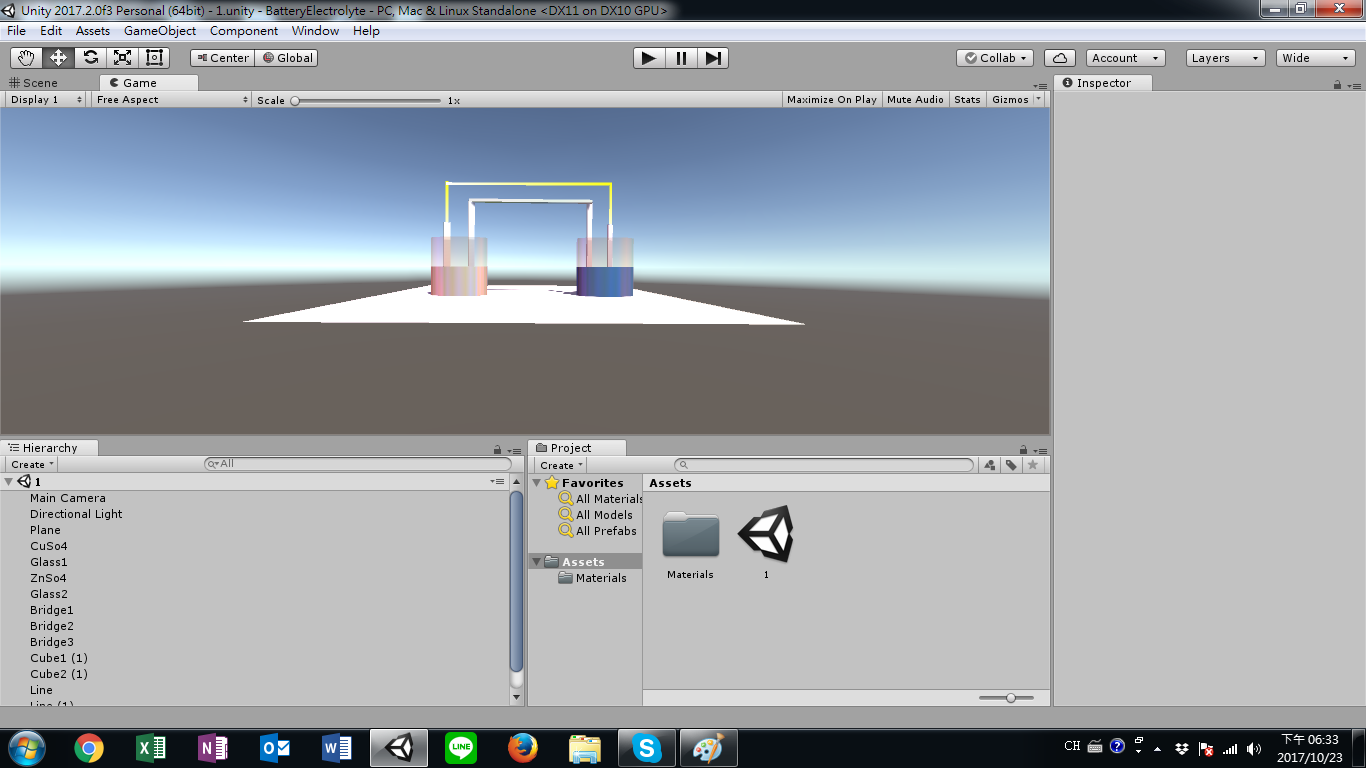 Unity 2017.2.0f3 Personal (64bit) - 1.unity - BatteryElectrolyte - PC, Mac & Linux Standalone <DX11 on DX10 GPU>
File Edit Assets GameObject Component Window Help
Center Global Collab Account Layers Wide
Scene Game Inspector
Display 1 Free Aspect Scale 1x Maximize On Play Mute Audio Stats Gizmos
Hierarchy
Create All
1
Main Camera
Directional Light
Plane
CuSo4
Glass1
ZnSo4
Glass2
Bridge1
Bridge2
Bridge3
Cube1 (1)
Cube2 (1)
Line
Line (1)
Project
Create
Favorites
All Materials
All Models
All Prefabs
Assets
Materials
Assets
Materials 1
CH
下午 06:33
2017/10/23